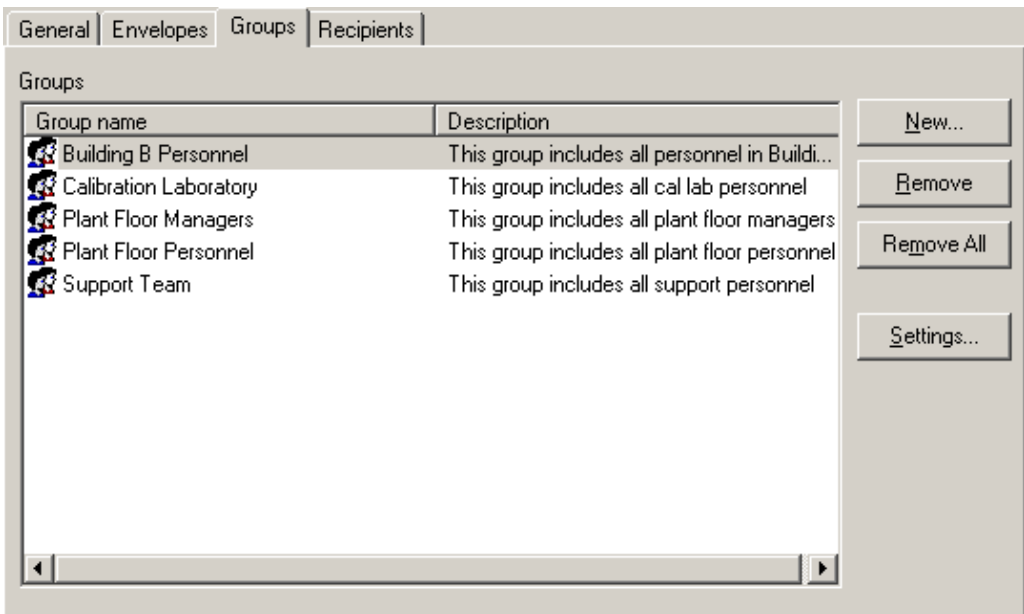 General Envelopes Groups Recipients
Groups
Group name Description New...
Building B Personnel This group includes all personnel in Buildi...
Calibration Laboratory This group includes all cal lab personnel Remove
Plant Floor Managers This group includes all plant floor managers
Plant Floor Personnel This group includes all plant floor personnel Remove All
Support Team This group includes all support personnel
Settings...